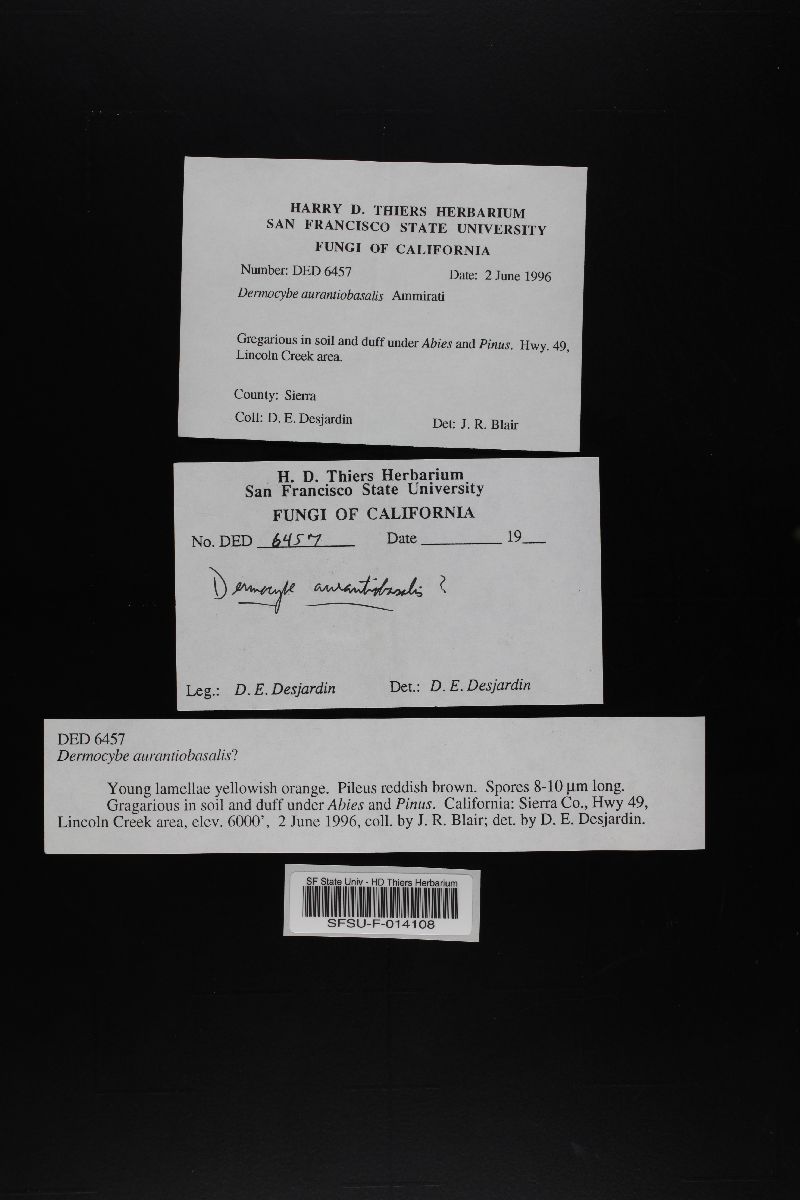 HARRY D. THIERS HERBARIUM
SAN FRANCISCO STATE UNIVERSITY
FUNGI OF CALIFORNIA
Number: DED 6457 Date: 2 June 1996
Dermocybe aurantiobasalis Ammirati
Gregarious in soil and duff under Abies and Pinus. Hwy. 49,
Lincoln Creek area.
County: Sierra
Coll: D. E. Desjardin Det: J. R. Blair
H. D. Thiers Herbarium
San Francisco State University
FUNGI OF CALIFORNIA
No. DED 6457 Date 19
Dermocybe aurantiobasalis ?
Leg.: D. E. Desjardin Det.: D. E. Desjardin
DED 6457
Dermocybe aurantiobasalis?
Young lamellae yellowish orange. Pileus reddish brown. Spores 8-10 µm long.
Gragarious in soil and duff under Abies and Pinus. California: Sierra Co., Hwy 49,
Lincoln Creek area, elev. 6000', 2 June 1996, coll. by J. R. Blair; det. by D. E. Desjardin.
SF State Univ - HD Thiers Herbarium
SFSU-F-014108